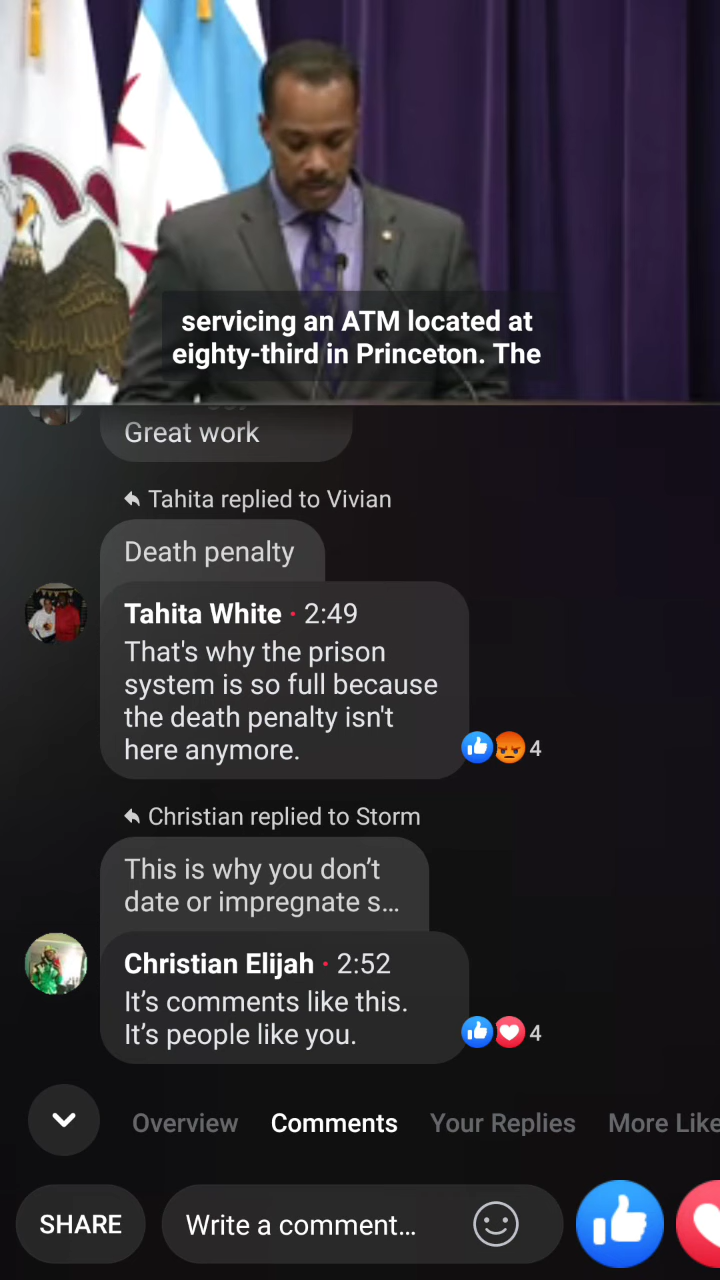 servicing an ATM located at
eighty-third in Princeton. The
Great work
Tahita replied to Vivian
Death penalty
Tahita White · 2:49
That's why the prison
system is so full because
the death penalty isn't
here anymore.
4
Christian replied to Storm
This is why you don’t
date or impregnate s...
Christian Elijah · 2:52
It’s comments like this.
It’s people like you.
4
Overview Comments Your Replies More Like
SHARE Write a comment...